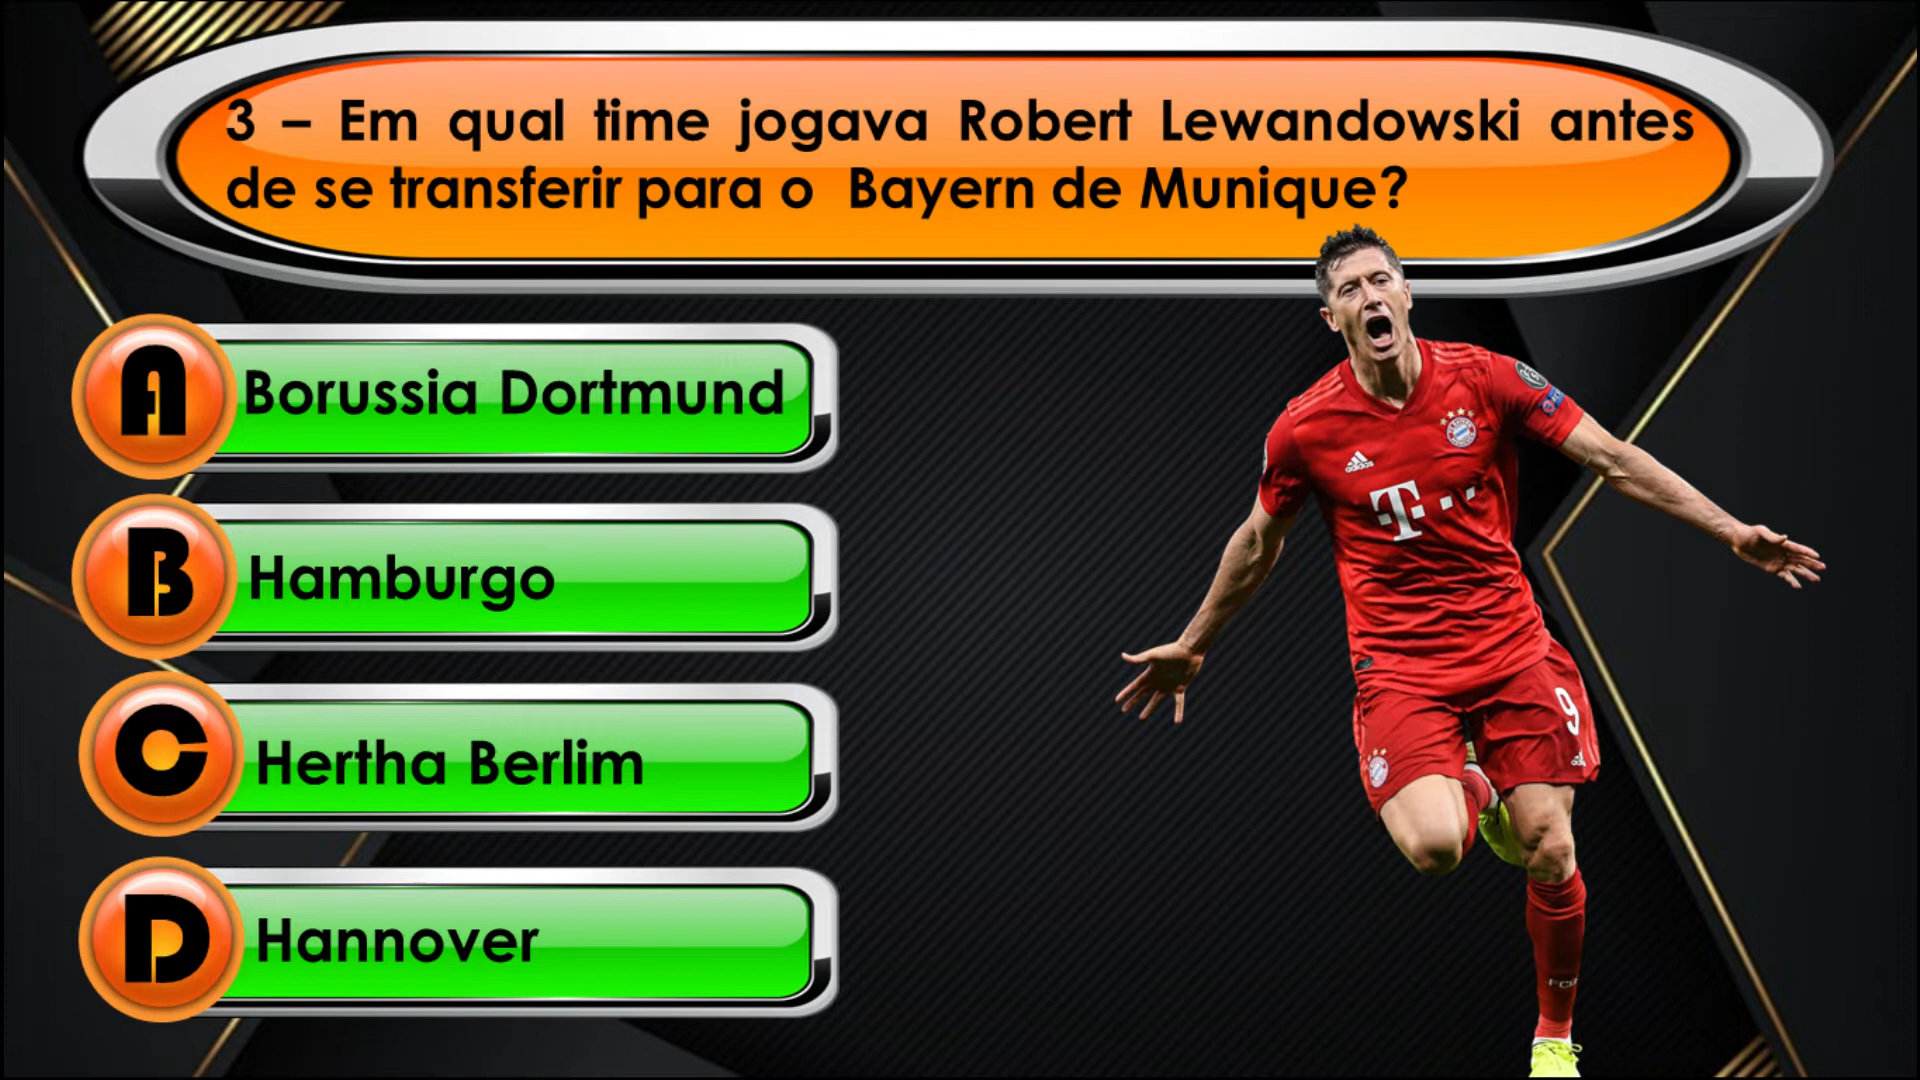 3 – Em qual time jogava Robert Lewandowski antes
de se transferir para o Bayern de Munique?
A Borussia Dortmund
B Hamburgo
C Hertha Berlim
D Hannover
adidas
T
9